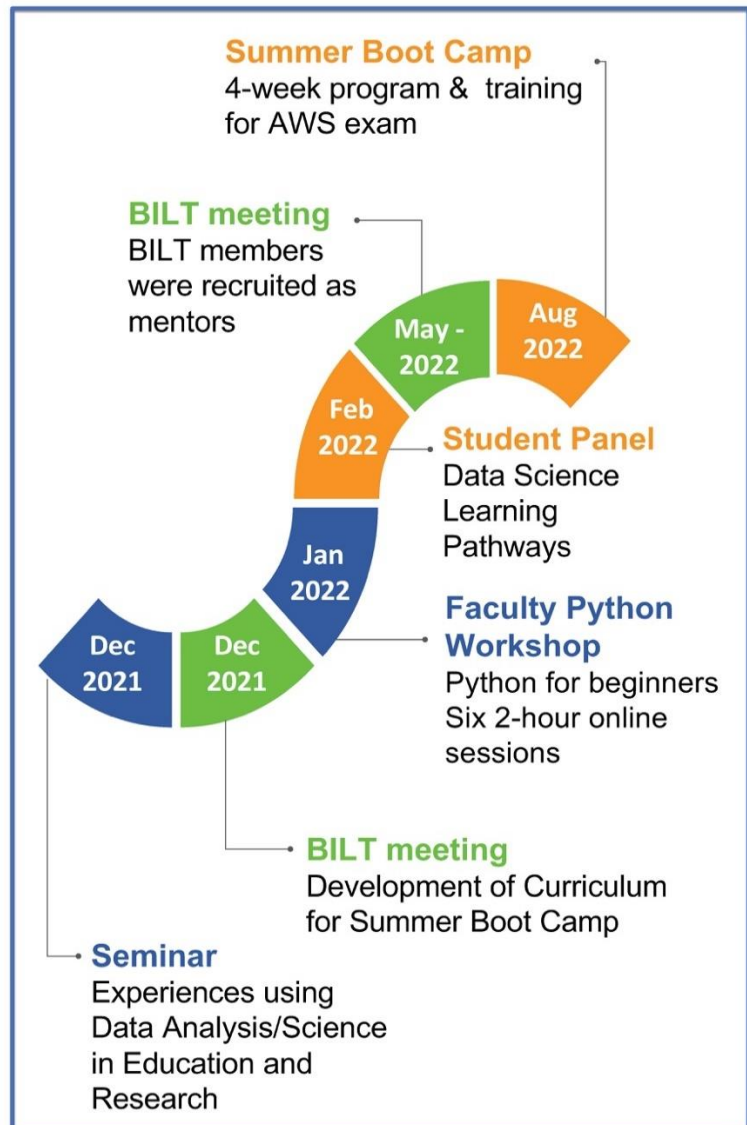 Summer Boot Camp
4-week program & training
for AWS exam
BILT meeting
BILT members
were recruited as
mentors
May -
2022
Aug
2022
Feb
2022
Student Panel
Data Science
Learning
Pathways
Jan
2022
Faculty Python
Workshop
Python for beginners
Six 2-hour online
sessions
Dec
2021
Dec
2021
BILT meeting
Development of Curriculum
for Summer Boot Camp
Seminar
Experiences using
Data Analysis/Science
in Education and
Research